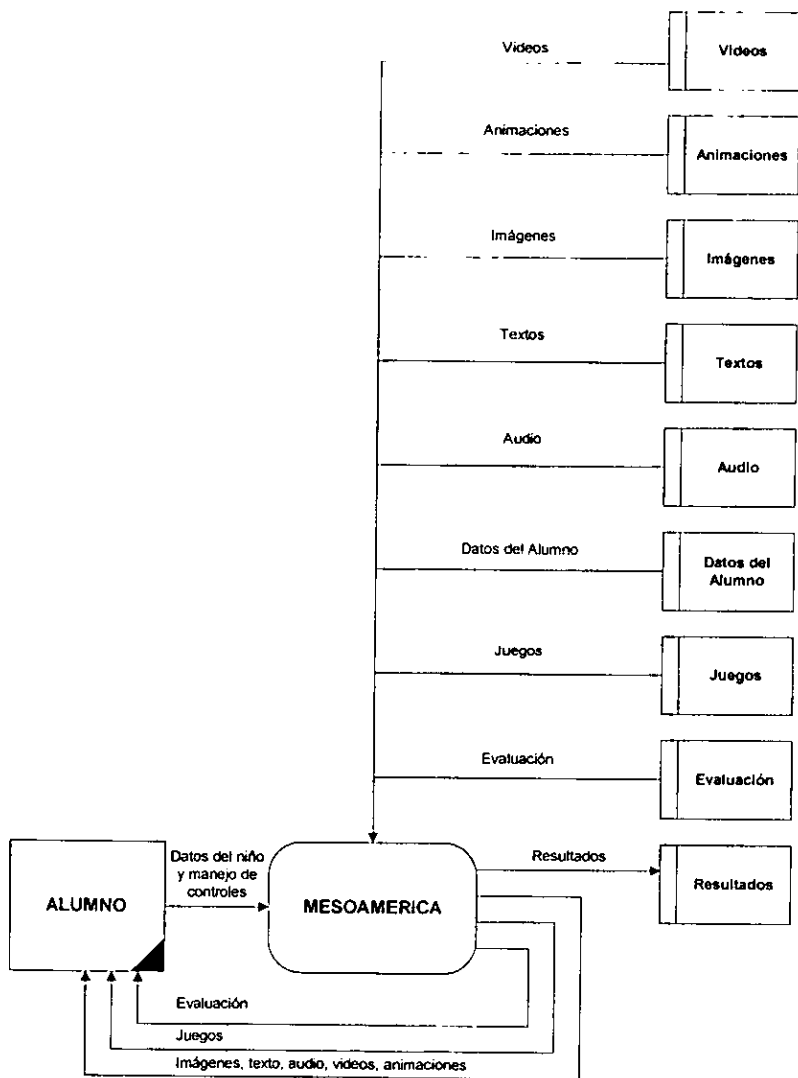 Videos
Videos
Animaciones
Animaciones
Imágenes
Imágenes
Textos
Textos
Audio
Audio
Datos del Alumno
Datos del
Alumno
Juegos
Juegos
Evaluación
Evaluación
ALUMNO
Datos del niño
y manejo de
controles
MESOAMERICA
Resultados
Resultados
Evaluación
Juegos
Imágenes, texto, audio, videos, animaciones